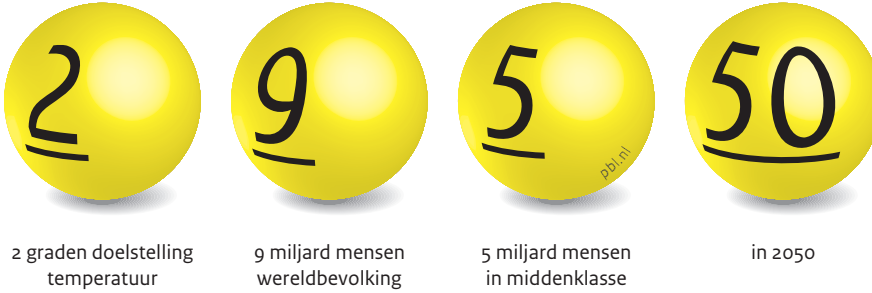 2
9
5
50
pbl.nl
2 graden doelstelling
temperatuur
9 miljard mensen
wereldbevolking
5 miljard mensen
in middenklasse
in 2050